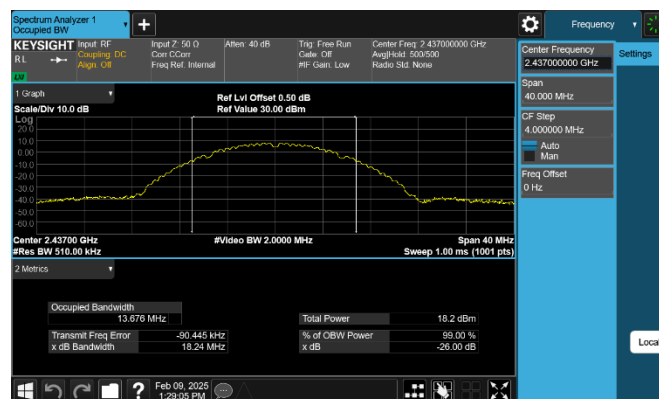 Spectrum Analyzer 1
Occupied BW
Frequency
KEYSIGHT
Input: RF
Input Z: 50 Ω
Atten: 40 dB
Trig: Free Run
Center Freq: 2.437000000 GHz
RL
Coupling: DC
Corr CCorr
Gate: Off
Avg|Hold: 500/500
Align: Off
Freq Ref: Internal
#IF Gain: Low
Radio Std: None
Center Frequency
2.437000000 GHz
Settings
Span
40.000 MHz
CF Step
4.000000 MHz
Auto
Man
Freq Offset
0 Hz
1 Graph
Ref Lvl Offset 0.50 dB
Scale/Div 10.0 dB
Ref Value 30.00 dBm
Log
20.0
10.0
0.00
-10.0
-20.0
-30.0
-40.0
-50.0
-60.0
Center 2.43700 GHz
#Video BW 2.0000 MHz
Span 40 MHz
#Res BW 510.00 kHz
Sweep 1.00 ms (1001 pts)
2 Metrics
Occupied Bandwidth
13.676 MHz
Total Power
18.2 dBm
Transmit Freq Error
-90.445 kHz
% of OBW Power
99.00 %
x dB Bandwidth
18.24 MHz
x dB
-26.00 dB
Local
Feb 09, 2025
1:29:05 PM